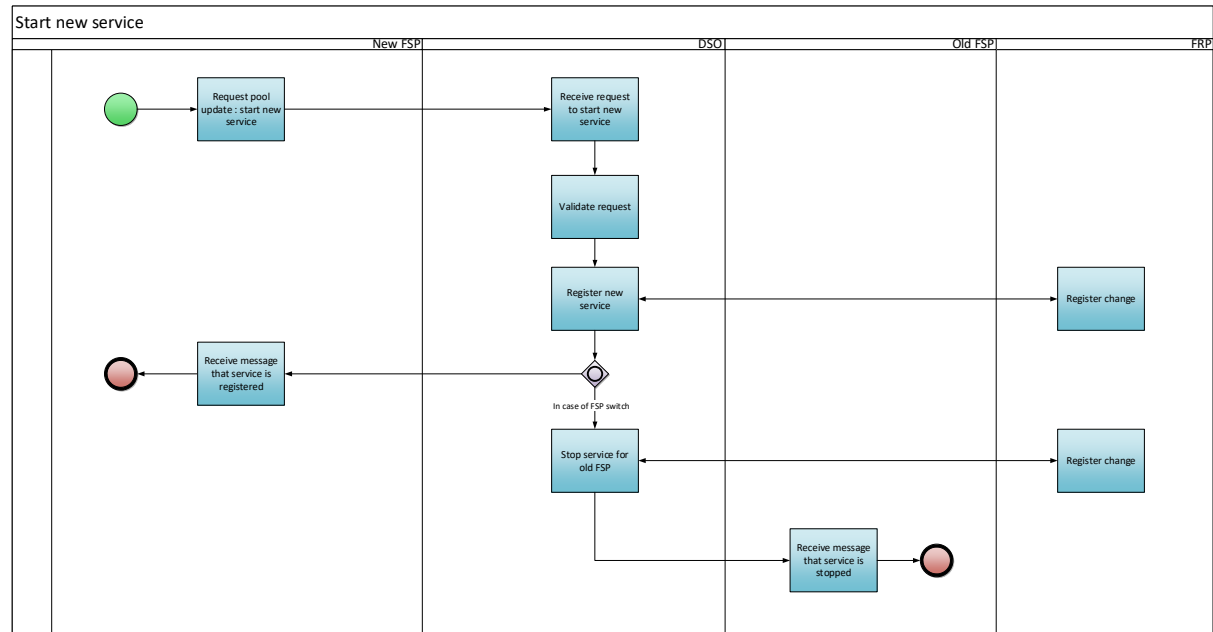 Start new service
New FSP
DSO
Old FSP
FRP
Request pool
update : start new
service
Receive request
to start new
service
Validate request
Register new
service
Register change
Receive message
that service is
registered
In case of FSP switch
Stop service for
old FSP
Register change
Receive message
that service is
stopped